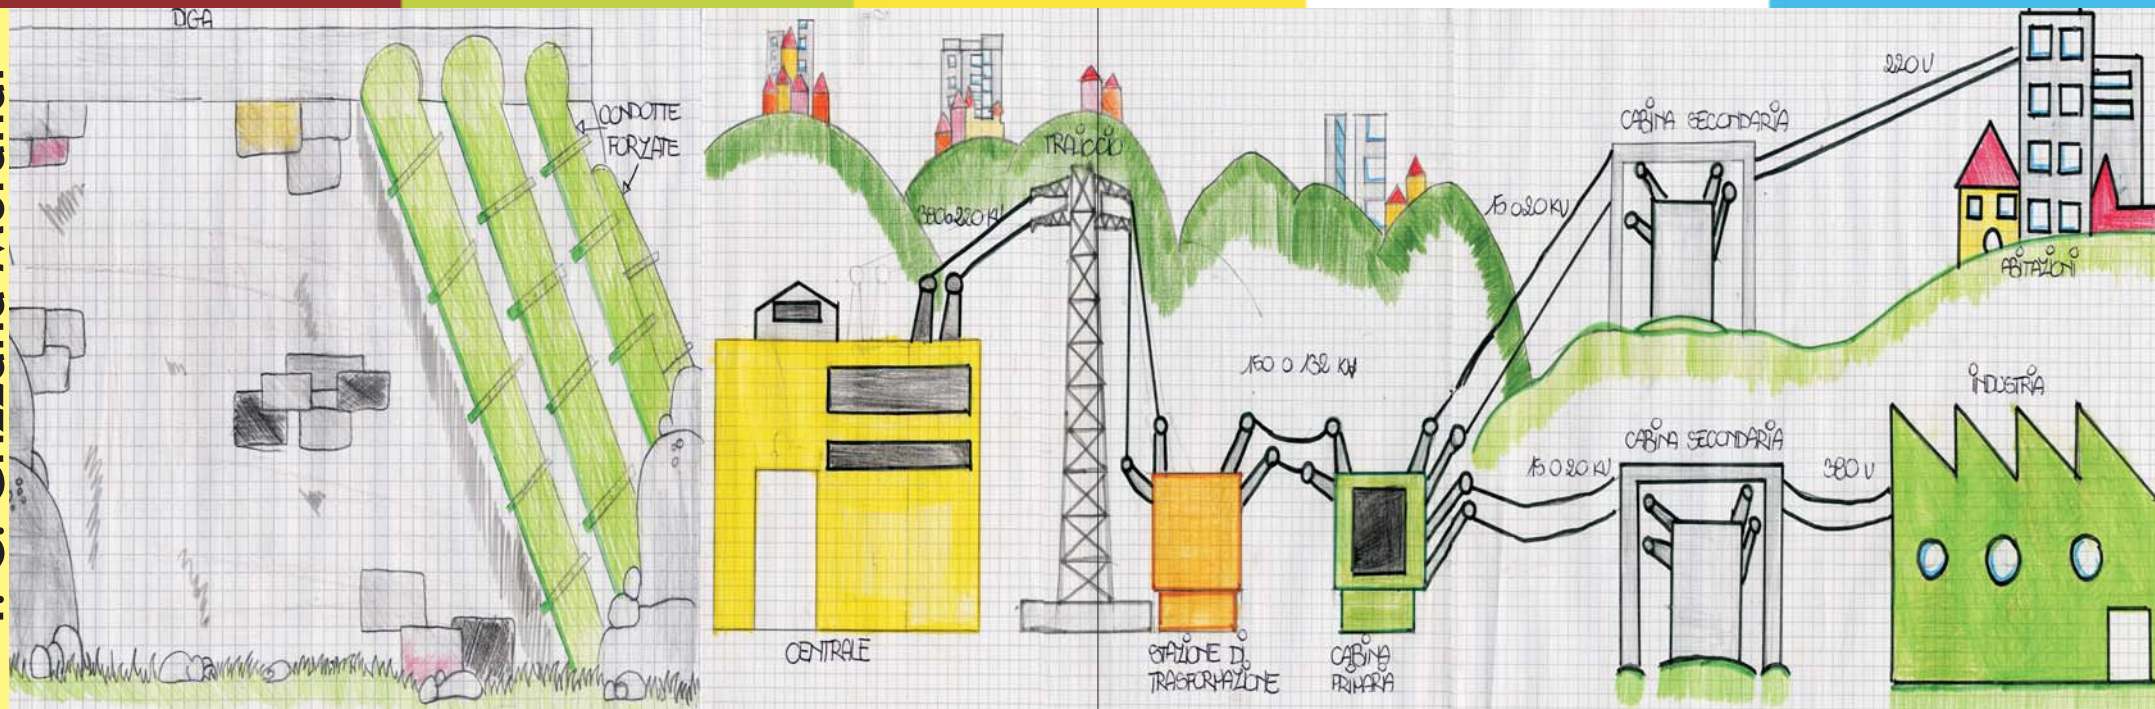 DIGA
CONDOTTE
FORZATE
TRALICCIO
380 o 220 KV
CENTRALE
STAZIONE DI
TRASFORMAZIONE
150 o 132 KV
CABINA
PRIMARIA
15 o 20 KV
CABINA SECONDARIA
220 V
ABITAZIONI
15 o 20 KV
CABINA SECONDARIA
380 V
INDUSTRIA